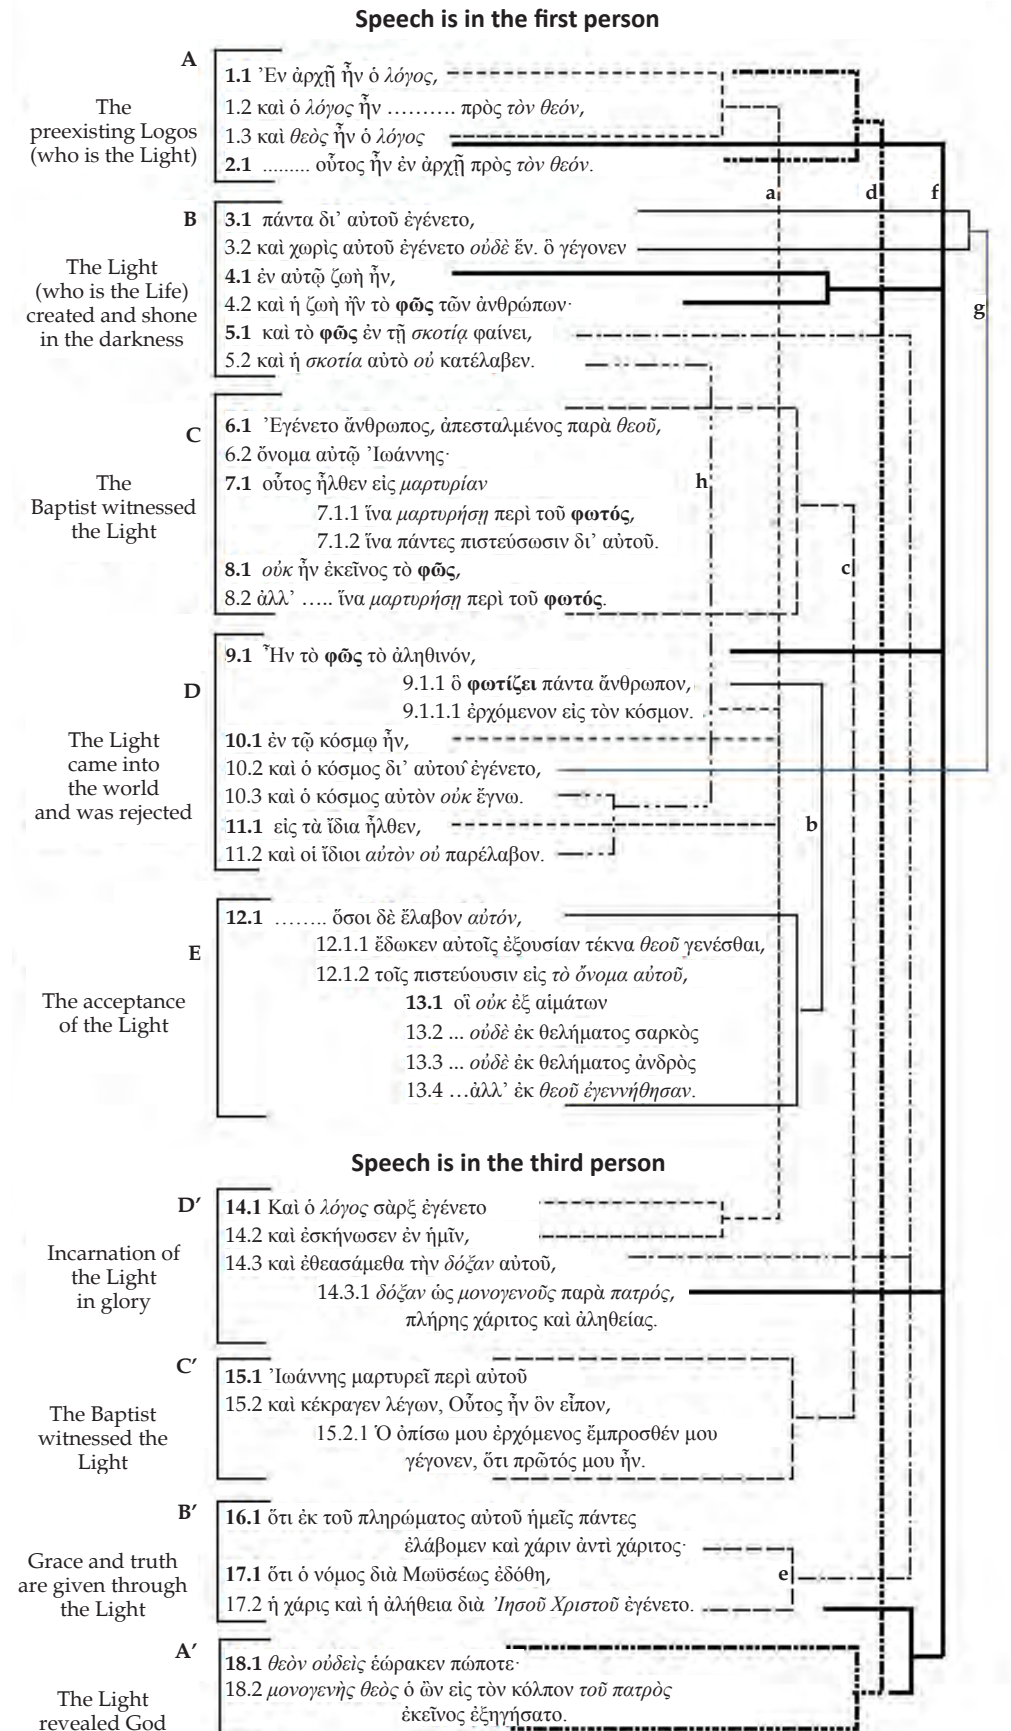 Speech is in the first person
A
The
preexisting Logos
(who is the Light)
1.1 Ἐν ἀρχῇ ἦν ὁ λόγος,
1.2 καὶ ὁ λόγος ἦν .......... πρὸς τὸν θεόν,
1.3 καὶ θεὸς ἦν ὁ λόγος
2.1 ......... οὗτος ἦν ἐν ἀρχῇ πρὸς τὸν θεόν.
a
d
f
B
The Light
(who is the Life)
created and shone
in the darkness
3.1 πάντα δι’ αὐτοῦ ἐγένετο,
3.2 καὶ χωρὶς αὐτοῦ ἐγένετο οὐδὲ ἕν. ὃ γέγονεν
4.1 ἐν αὐτῷ ζωὴ ἦν,
4.2 καὶ ἡ ζωὴ ἦν τὸ φῶς τῶν ἀνθρώπων·
5.1 καὶ τὸ φῶς ἐν τῇ σκοτίᾳ φαίνει,
5.2 καὶ ἡ σκοτία αὐτὸ οὐ κατέλαβεν.
g
C
The
Baptist witnessed
the Light
6.1 Ἐγένετο ἄνθρωπος, ἀπεσταλμένος παρὰ θεοῦ,
6.2 ὄνομα αὐτῷ Ἰωάννης·
7.1 οὗτος ἦλθεν εἰς μαρτυρίαν
7.1.1 ἵνα μαρτυρήσῃ περὶ τοῦ φωτός,
7.1.2 ἵνα πάντες πιστεύσωσιν δι’ αὐτοῦ.
8.1 οὐκ ἦν ἐκεῖνος τὸ φῶς,
8.2 ἀλλ’ ..... ἵνα μαρτυρήσῃ περὶ τοῦ φωτός.
h
c
D
The Light
came into
the world
and was rejected
9.1 Ἦν τὸ φῶς τὸ ἀληθινόν,
9.1.1 ὃ φωτίζει πάντα ἄνθρωπον,
9.1.1.1 ἐρχόμενον εἰς τὸν κόσμον.
10.1 ἐν τῷ κόσμῳ ἦν,
10.2 καὶ ὁ κόσμος δι’ αὐτοῦ ἐγένετο,
10.3 καὶ ὁ κόσμος αὐτὸν οὐκ ἔγνω.
11.1 εἰς τὰ ἴδια ἦλθεν,
11.2 καὶ οἱ ἴδιοι αὐτὸν οὐ παρέλαβον.
b
E
The acceptance
of the Light
12.1 …….. ὅσοι δὲ ἔλαβον αὐτόν,
12.1.1 ἔδωκεν αὐτοῖς ἐξουσίαν τέκνα θεοῦ γενέσθαι,
12.1.2 τοῖς πιστεύουσιν εἰς τὸ ὄνομα αὐτοῦ,
13.1 οἳ οὐκ ἐξ αἱμάτων
13.2 ... οὐδὲ ἐκ θελήματος σαρκὸς
13.3 ... οὐδὲ ἐκ θελήματος ἀνδρὸς
13.4 …ἀλλ’ ἐκ θεοῦ ἐγεννήθησαν.
Speech is in the third person
D′
Incarnation of
the Light
in glory
14.1 Καὶ ὁ λόγος σὰρξ ἐγένετο
14.2 καὶ ἐσκήνωσεν ἐν ἡμῖν,
14.3 καὶ ἐθεασάμεθα τὴν δόξαν αὐτοῦ,
14.3.1 δόξαν ὡς μονογενοῦς παρὰ πατρός,
πλήρης χάριτος καὶ ἀληθείας.
C′
The Baptist
witnessed the
Light
15.1 Ἰωάννης μαρτυρεῖ περὶ αὐτοῦ
15.2 καὶ κέκραγεν λέγων, Οὗτος ἦν ὃν εἶπον,
15.2.1 Ὁ ὀπίσω μου ἐρχόμενος ἔμπροσθέν μου
γέγονεν, ὅτι πρῶτός μου ἦν.
B′
Grace and truth
are given through
the Light
16.1 ὅτι ἐκ τοῦ πληρώματος αὐτοῦ ἡμεῖς πάντες
ἐλάβομεν καὶ χάριν ἀντὶ χάριτος·
17.1 ὅτι ὁ νόμος διὰ Μωϋσέως ἐδόθη,
17.2 ἡ χάρις καὶ ἡ ἀλήθεια διὰ Ἰησοῦ Χριστοῦ ἐγένετο.
e
A′
The Light
revealed God
18.1 θεὸν οὐδεὶς ἑώρακεν πώποτε·
18.2 μονογενὴς θεὸς ὁ ὢν εἰς τὸν κόλπον τοῦ πατρὸς
ἐκεῖνος ἐξηγήσατο.